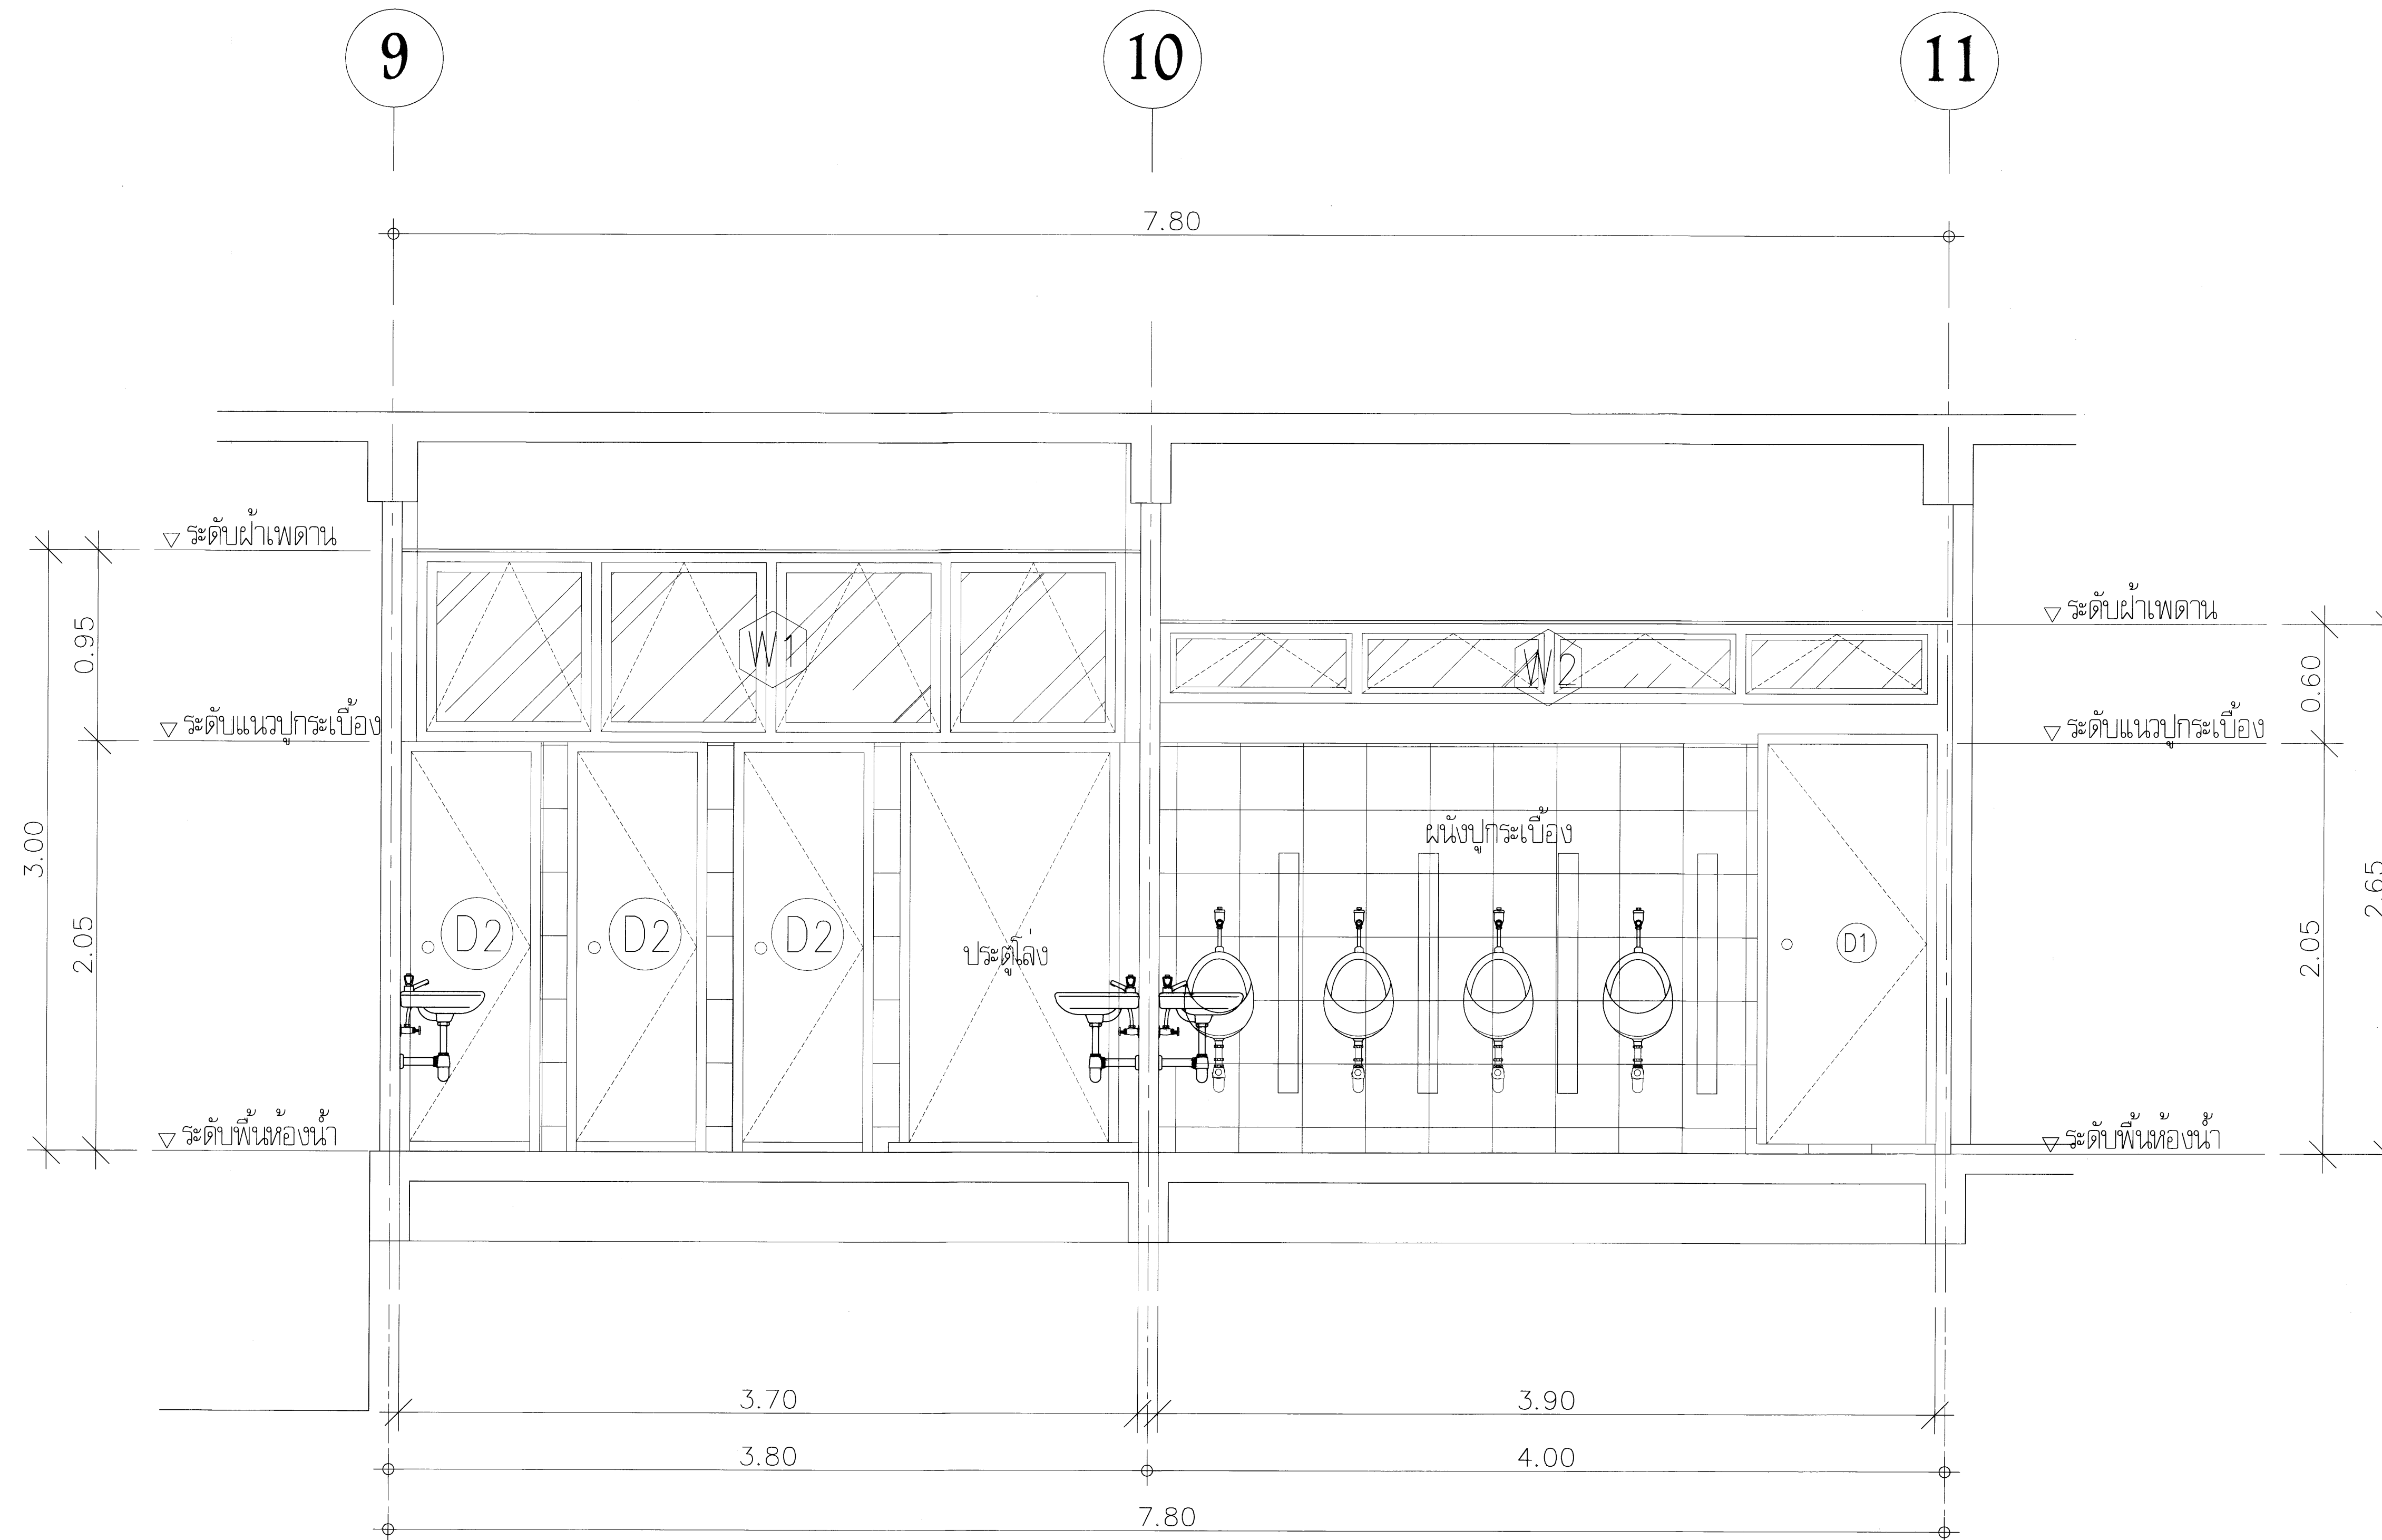 9
10
11
7.80
ระดับฝ้าเพดาน
W1
ระดับฝ้าเพดาน
W2
0.95
0.60
ระดับแนวปูกระเบื้อง
ระดับแนวปูกระเบื้อง
ผนังปูกระเบื้อง
3.00
2.65
2.05
D2
D2
D2
ประตูโล่ง
D1
2.05
ระดับพื้นห้องน้ำ
ระดับพื้นห้องน้ำ
3.70
3.90
3.80
4.00
7.80